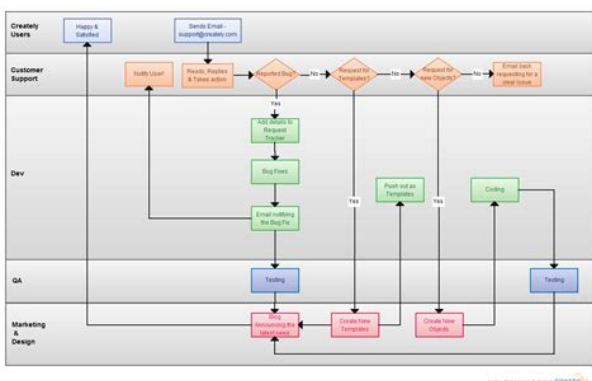 Creately
Users
Happy &
Satisfied
Sends Email -
support@creately.com
Customer
Support
Notify User!
Reads, Replies
& Takes action
Reported Bug?
No
Request for
Templates?
No
Request for
new Objects?
No
Email back
requesting for a
clear issue
Yes
Dev
Add details to
Request
Tracker
Bug Fixes
Email notifying
the Bug Fix
Yes
Push out as
Templates
Yes
Coding
QA
Testing
Testing
Marketing
&
Design
Blog
Announcing the
latest news
Create New
Templates
Create New
Objects